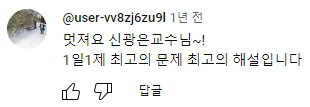 @user-vv8zj6zu9l 1년 전
멋져요 신광은교수님~!
1일1제 최고의 문제 최고의 해설입니다
답글